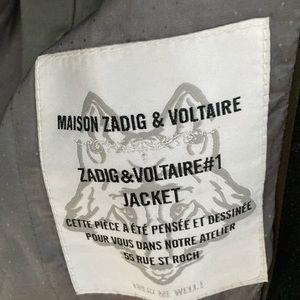 MAISON ZADIG & VOLTAIRE
ZADIG&VOLTAIRE#1
JACKET
CETTE PIÈCE A ÉTÉ PENSÉE ET DESSINÉE
POUR VOUS DANS NOTRE ATELIER
55 RUE ST ROCH